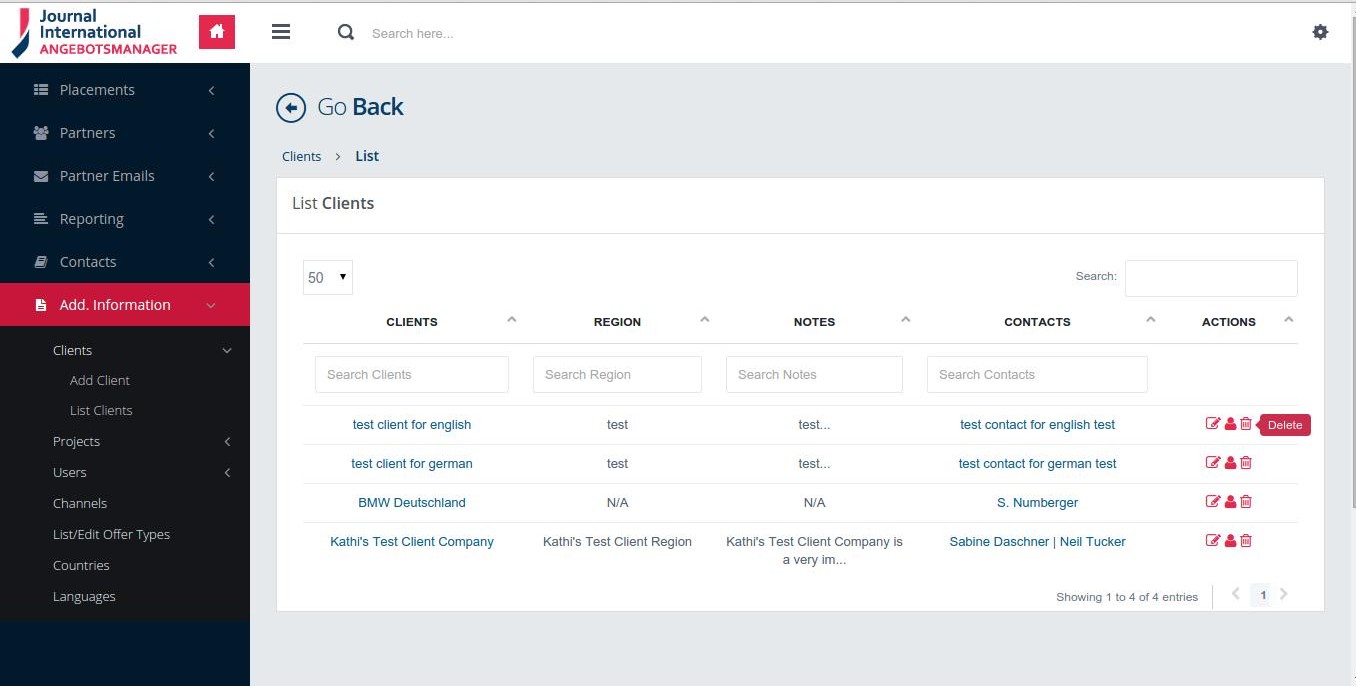 Journal
International
ANGEBOTSMANAGER
Search here...
Placements
Partners
Partner Emails
Reporting
Contacts
Add. Information
Clients
Add Client
List Clients
Projects
Users
Channels
List/Edit Offer Types
Countries
Languages
Go Back
Clients > List
List Clients
50
Search:
CLIENTS REGION NOTES CONTACTS ACTIONS
Search Clients Search Region Search Notes Search Contacts
test client for english test test... test contact for english test Delete
test client for german test test... test contact for german test
BMW Deutschland N/A N/A S. Numberger
Kathi's Test Client Company Kathi's Test Client Region Kathi's Test Client Company is Sabine Daschner | Neil Tucker
a very im...
Showing 1 to 4 of 4 entries 1